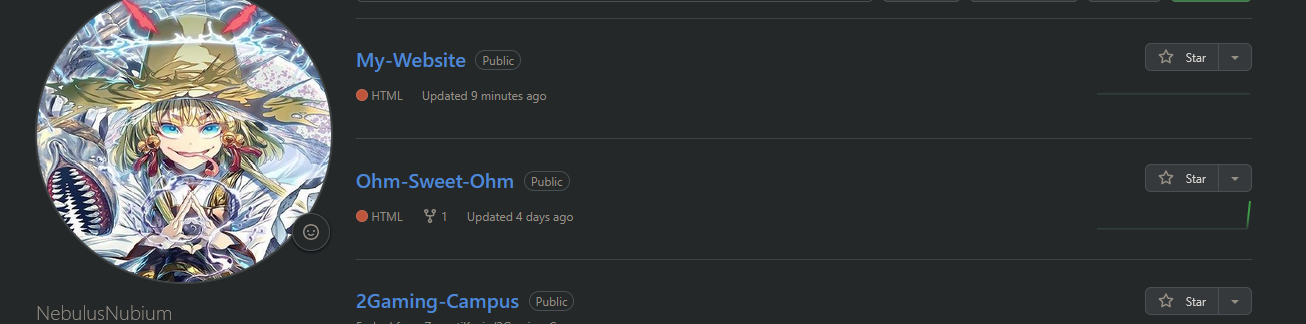 My-Website Public
Star
HTML Updated 9 minutes ago
Ohm-Sweet-Ohm Public
Star
HTML 1 Updated 4 days ago
2Gaming-Campus Public
Star
NebulusNubium